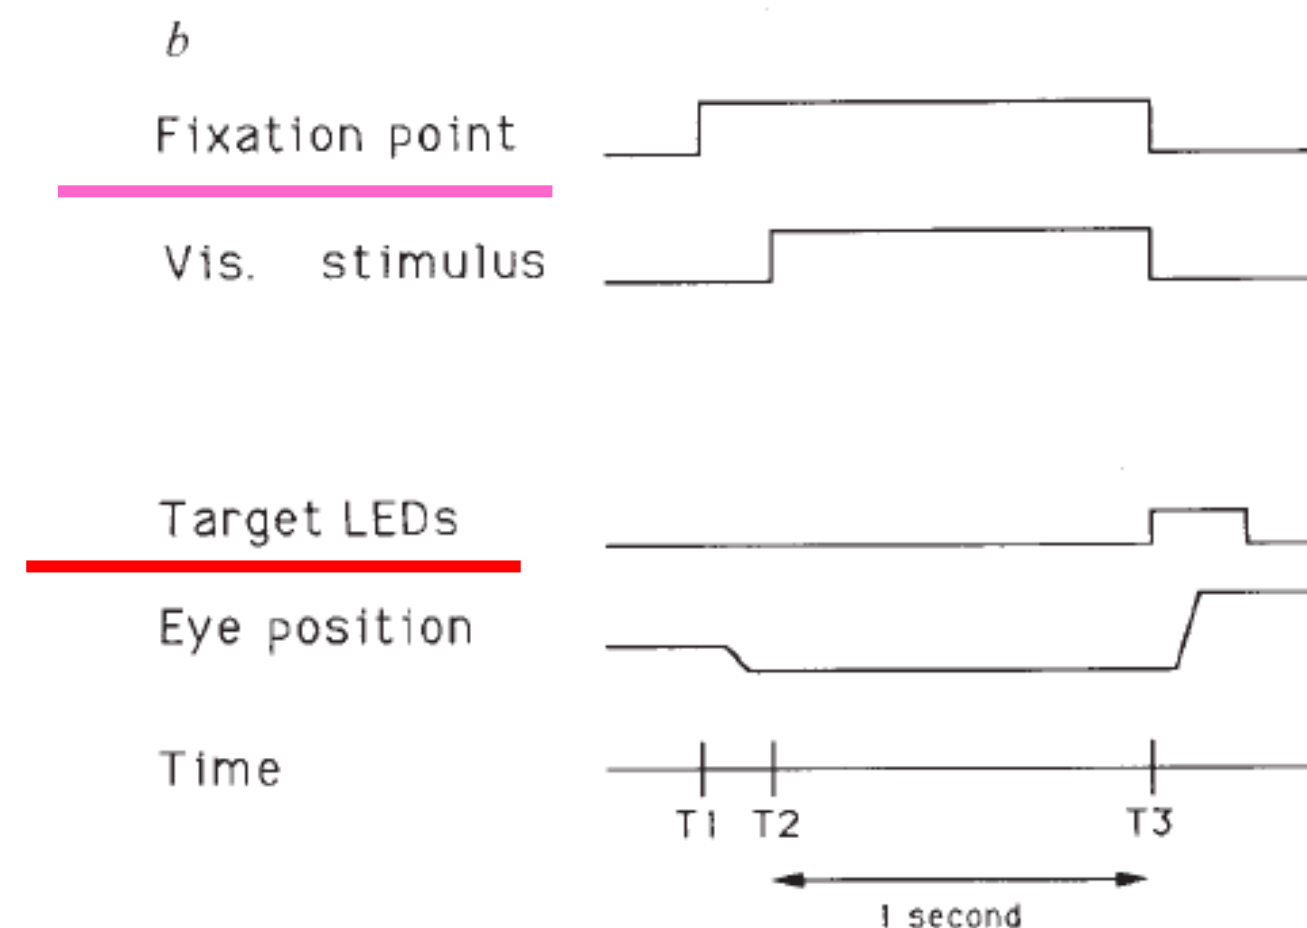 b
Fixation point
Vis. stimulus
Target LEDs
Eye position
Time
T1 T2 T3
1 second